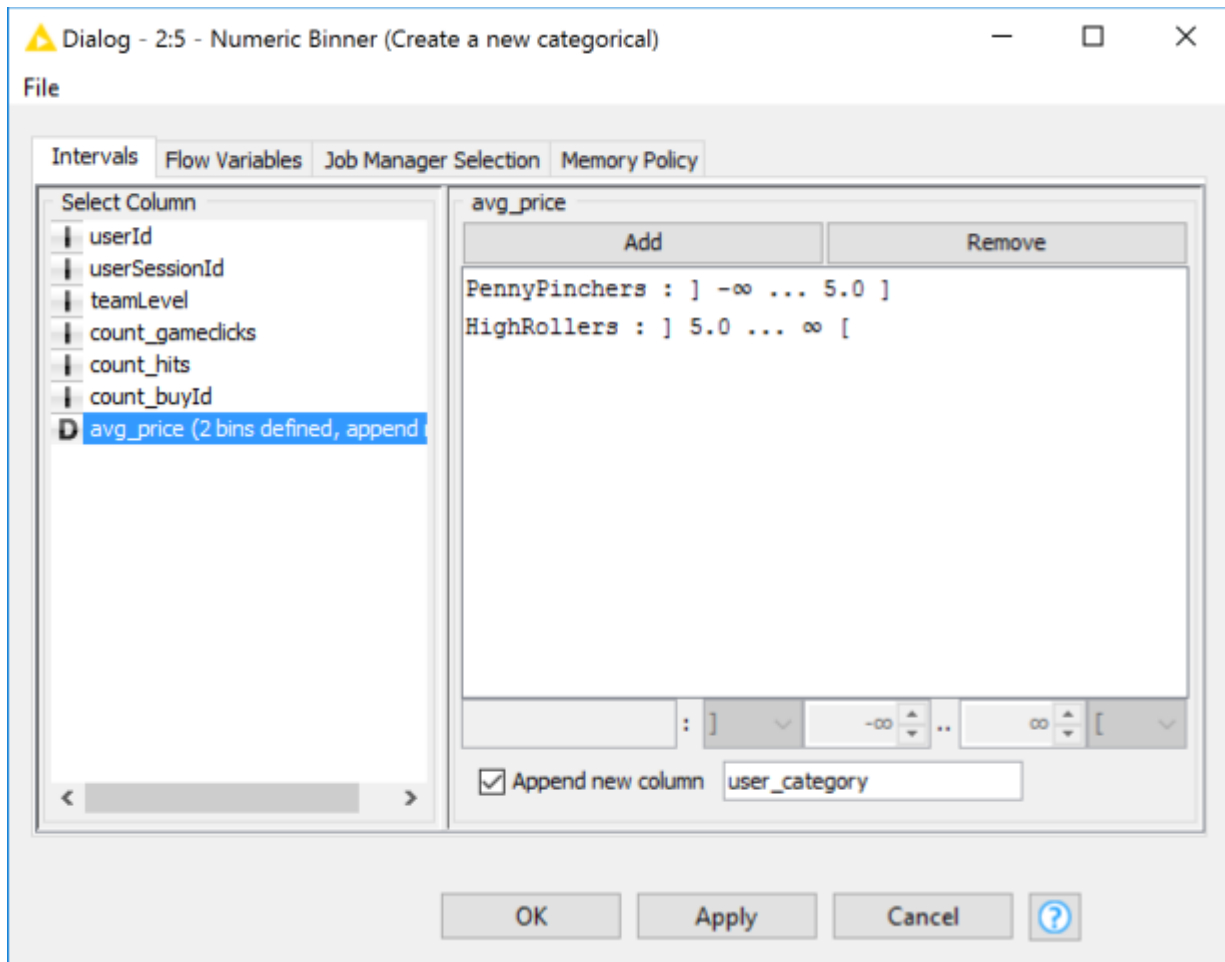 Dialog - 2:5 - Numeric Binner (Create a new categorical)
File
Intervals Flow Variables Job Manager Selection Memory Policy
Select Column
userId
userSessionId
teamLevel
count_gameclicks
count_hits
count_buyId
D avg_price (2 bins defined, append
avg_price
Add Remove
PennyPinchers : ] -∞ ... 5.0 ]
HighRollers : ] 5.0 ... ∞ [
: ] -∞ .. ∞ [
Append new column user_category
OK Apply Cancel ?